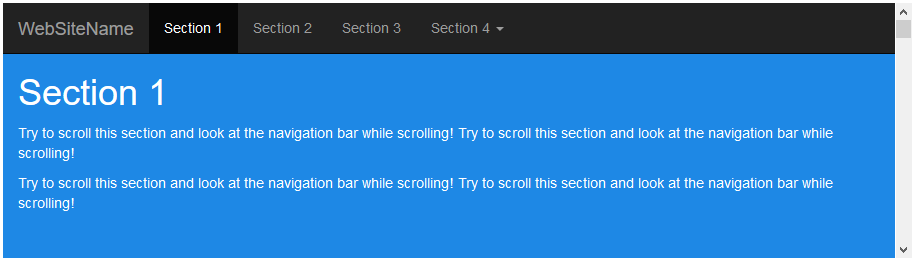 WebSiteName Section 1 Section 2 Section 3 Section 4
Section 1
Try to scroll this section and look at the navigation bar while scrolling! Try to scroll this section and look at the navigation bar while
scrolling!
Try to scroll this section and look at the navigation bar while scrolling! Try to scroll this section and look at the navigation bar while
scrolling!